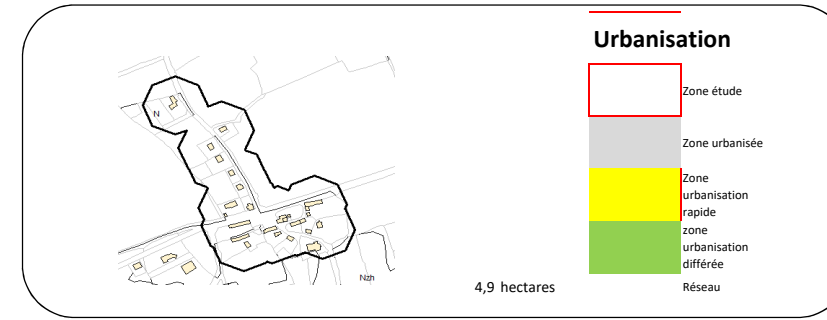 Urbanisation
Zone étude
N
Zone urbanisée
Zone
urbanisation
rapide
zone
urbanisation
différée
Nzh
4,9 hectares
Réseau